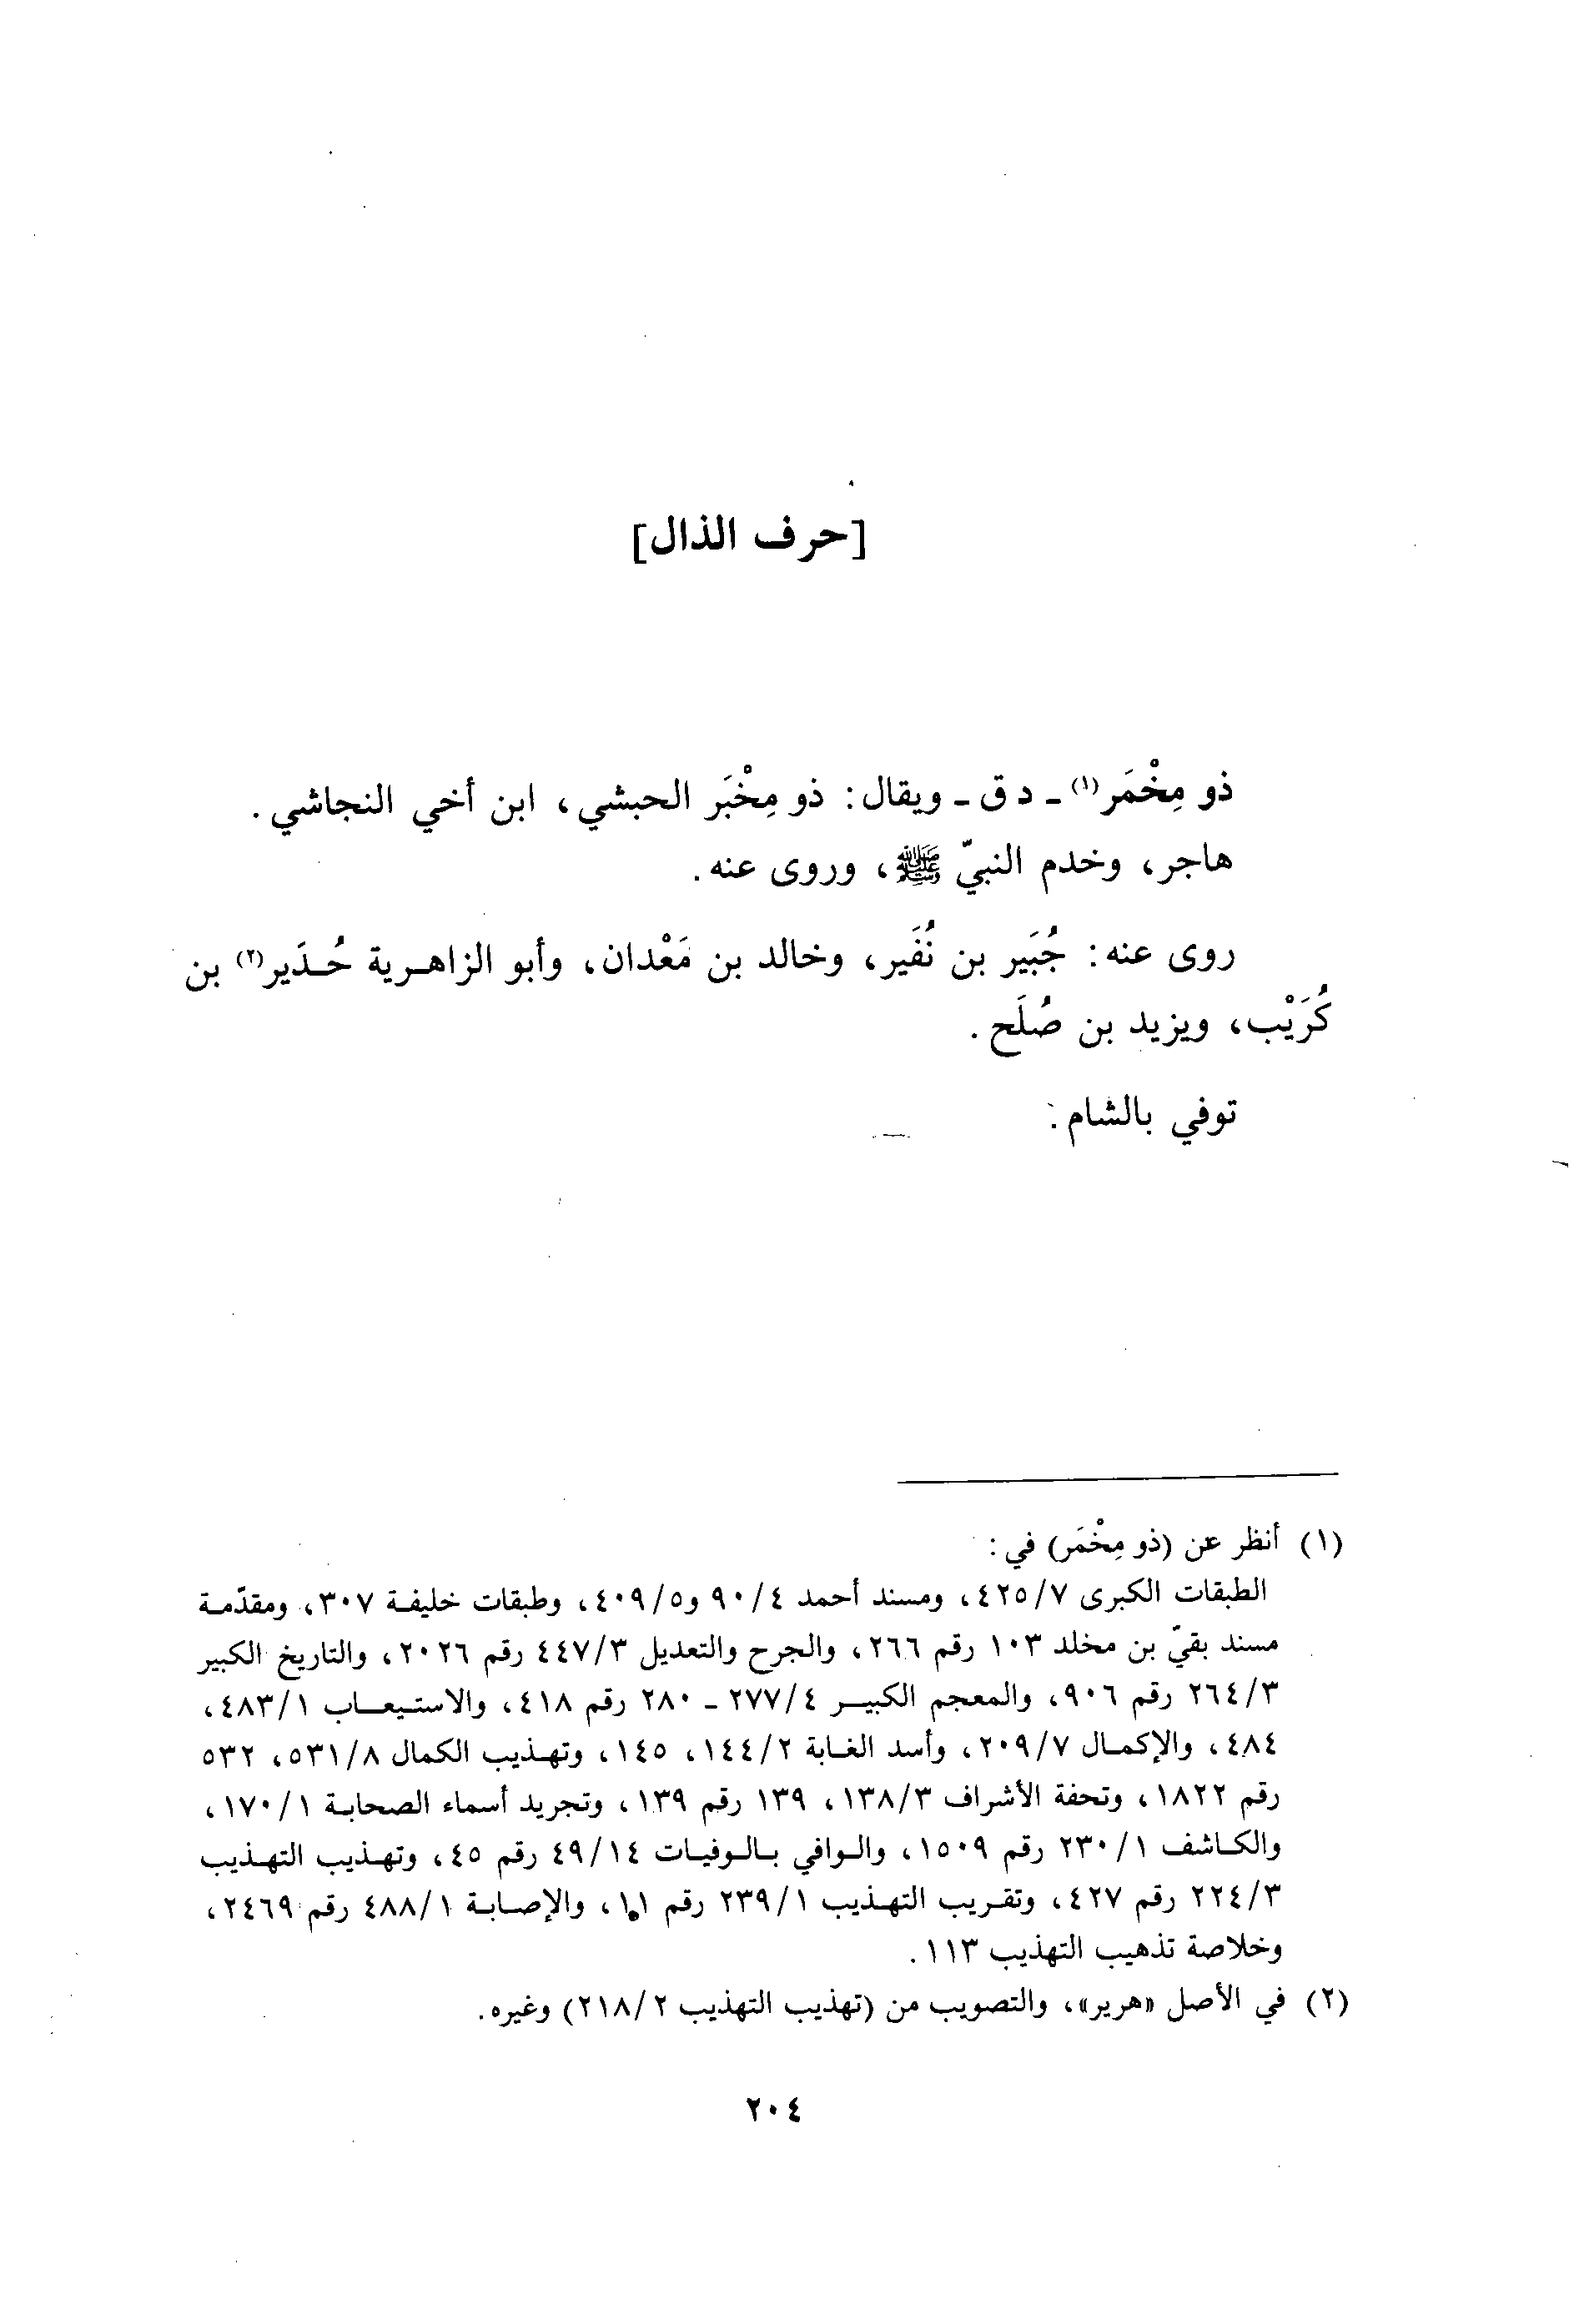 [حرف الذال]
ذو مِخْمَر(١) ـ د ق ـ ويقال: ذو مِخْبَر الحبشي، ابن أخي النجاشي.
هاجر، وخدم النبيّ ﷺ، وروى عنه.
روى عنه: جُبَير بن نُفَير، وخالد بن مَعْدان، وأبو الزاهرية حُدَير(٢) بن
كُرَيْب، ويزيد بن صُلَح.
توفي بالشام.
(١) أنظر عن (ذو مِخْمَر) في:
الطبقات الكبرى ٤٢٥/٧، ومسند أحمد ٩٠/٤ و٤٠٩/٥، وطبقات خليفة ٣٠٧، ومقدّمة
مسند بقيّ بن مخلد ١٠٣ رقم ٢٦٦، والجرح والتعديل ٤٤٧/٣ رقم ٢٠٢٦، والتاريخ الكبير
٢٦٤/٣ رقم ٩٠٦، والمعجم الكبير ٢٧٧/٤ ـ ٢٨٠ رقم ٤١٨، والاستيعاب ٤٨٣/١،
٤٨٤، والإكمال ٢٠٩/٧، وأسد الغابة ١٤٤/٢، ١٤٥، وتهذيب الكمال ٥٣١/٨، ٥٣٢
رقم ١٨٢٢، وتحفة الأشراف ١٣٨/٣، ١٣٩ رقم ١٣٩، وتجريد أسماء الصحابة ١٧٠/١،
والكاشف ٢٣٠/١ رقم ١٥٠٩، والوافي بالوفيات ٤٩/١٤ رقم ٤٥، وتهذيب التهذيب
٢٢٤/٣ رقم ٤٢٧، وتقريب التهذيب ٢٣٩/١ رقم ١٠١، والإصابة ٤٨٨/١ رقم ٢٤٦٩،
وخلاصة تذهيب التهذيب ١١٣.
(٢) في الأصل «هرير»، والتصويب من (تهذيب التهذيب ٢١٨/٢) وغيره.
٢٠٤